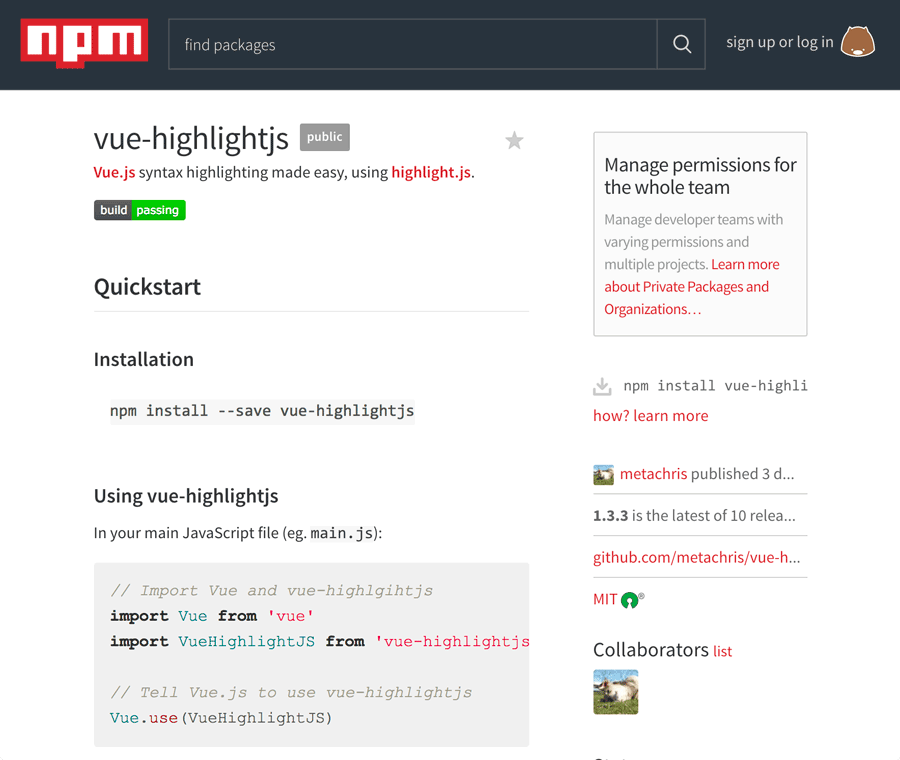 npm
find packages
sign up or log in
vue-highlightjs public
Vue.js syntax highlighting made easy, using highlight.js.
build passing
Quickstart
Installation
npm install --save vue-highlightjs
Using vue-highlightjs
In your main JavaScript file (eg. main.js):
// Import Vue and vue-highlgihtjs
import Vue from 'vue'
import VueHighlightJS from 'vue-highlightjs
// Tell Vue.js to use vue-highlightjs
Vue.use(VueHighlightJS)
Manage permissions for
the whole team
Manage developer teams with
varying permissions and
multiple projects. Learn more
about Private Packages and
Organizations…
npm install vue-highli
how? learn more
metachris published 3 d...
1.3.3 is the latest of 10 relea...
github.com/metachris/vue-h...
MIT ®
Collaborators list